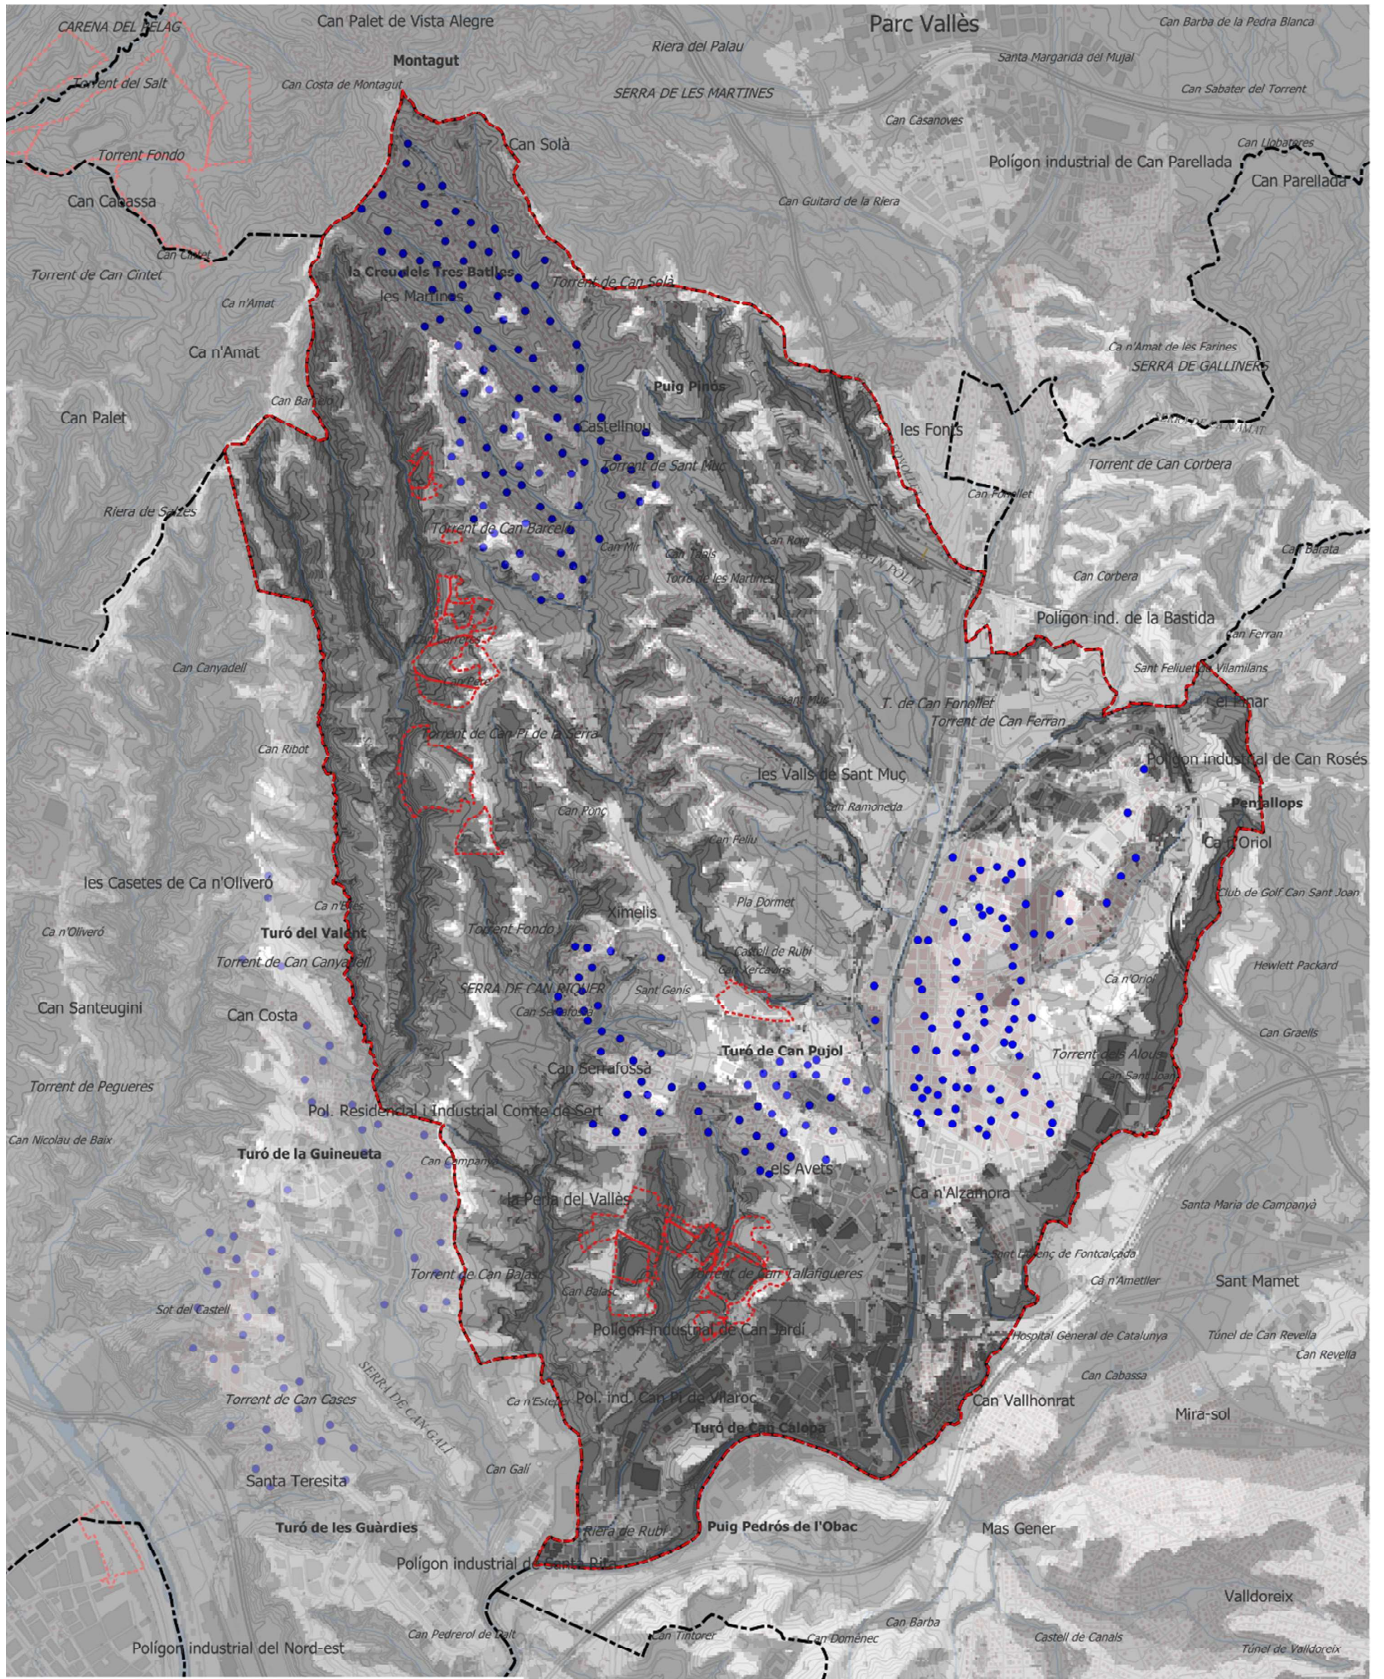 Can Palet de Vista Alegre
Parc Vallès
Can Barba de la Pedra Blanca
CARENA DEL PELAG
Riera del Palau
Montagut
Santa Margarida del Mujal
Torrent del Salt
Can Costa de Montagut
SERRA DE LES MARTINES
Can Sabater del Torrent
Can Casanoves
Can Solà
Can Llobateres
Torrent Fondo
Polígon industrial de Can Parellada
Can Parellada
Can Cabassa
Can Guitard de la Riera
Can Cintet
Torrent de Can Cintet
la Creu dels Tres Batlles
Torrent de Can Solà
les Martines
Ca n'Amat
Ca n'Amat
Ca n'Amat de les Farines
SERRA DE GALLINERS
Puig Pinós
Can Barceló
Can Palet
Castellnou
les Fonts
Torrent de Sant Muç
Torrent de Can Corbera
Can Fonollet
Riera de Salzes
Torrent de Can Barceló
Can Mir
Can Roig
Can Barata
Torre de les Martines
Can Corbera
Polígon ind. de la Bastida
Can Ferran
Can Canyadell
Sant Feliuet de Vilamilans
T. de Can Fonollet
el Pinar
Torrent de Can Ferran
Torrent de Can Pi de la Serra
Can Ribot
Polígon industrial de Can Rosés
les Valls de Sant Muç
Can Ponç
Can Ramoneda
Penjallops
Can Feliu
Ca n'Oriol
les Casetes de Ca n'Oliveró
Club de Golf Can Sant Joan
Pla Dormet
Ximelis
Ca n'Oliveró
Turó del Valent
Torrent Fondo
Castell de Rubí
Torrent de Can Canyadell
Can Xercavins
Hewlett Packard
SERRA DE CAN RIQUER
Sant Genís
Ca n'Oriol
Can Santeugini
Can Costa
Can Serrafossà
Can Graells
Turó de Can Pujol
Torrent dels Alous
Can Serrafossà
Can Sant Joan
Torrent de Pegueres
Pol. Residencial i Industrial Comte de Sert
Can Nicolau de Baix
Turó de la Guineueta
Can Campanyà
els Avets
la Perla del Vallès
Ca n'Alzamora
Santa Maria de Campanyà
Sant Llorenç de Fontcalçada
Torrent de Can Balasc
Torrent de Can Tallafigueres
Ca n'Ametller
Sant Mamet
Can Balasc
Sot del Castell
Polígon industrial de Can Jardí
Hospital General de Catalunya
Túnel de Can Revella
Can Revella
Can Cabassa
SERRA DE CAN GALÍ
Torrent de Can Cases
Pol. ind. Can Pi de Vilaroc
Can Vallhonrat
Mira-sol
Turó de Can Calopa
Can Galí
Santa Teresita
Turó de les Guàrdies
Riera de Rubí
Puig Pedrós de l'Obac
Mas Gener
Polígon industrial de Santa Rita
Valldoreix
Can Barba
Can Pedrerol de Dalt
Can Tintorer
Can Domènec
Castell de Canals
Polígon industrial del Nord-est
Túnel de Valldoreix